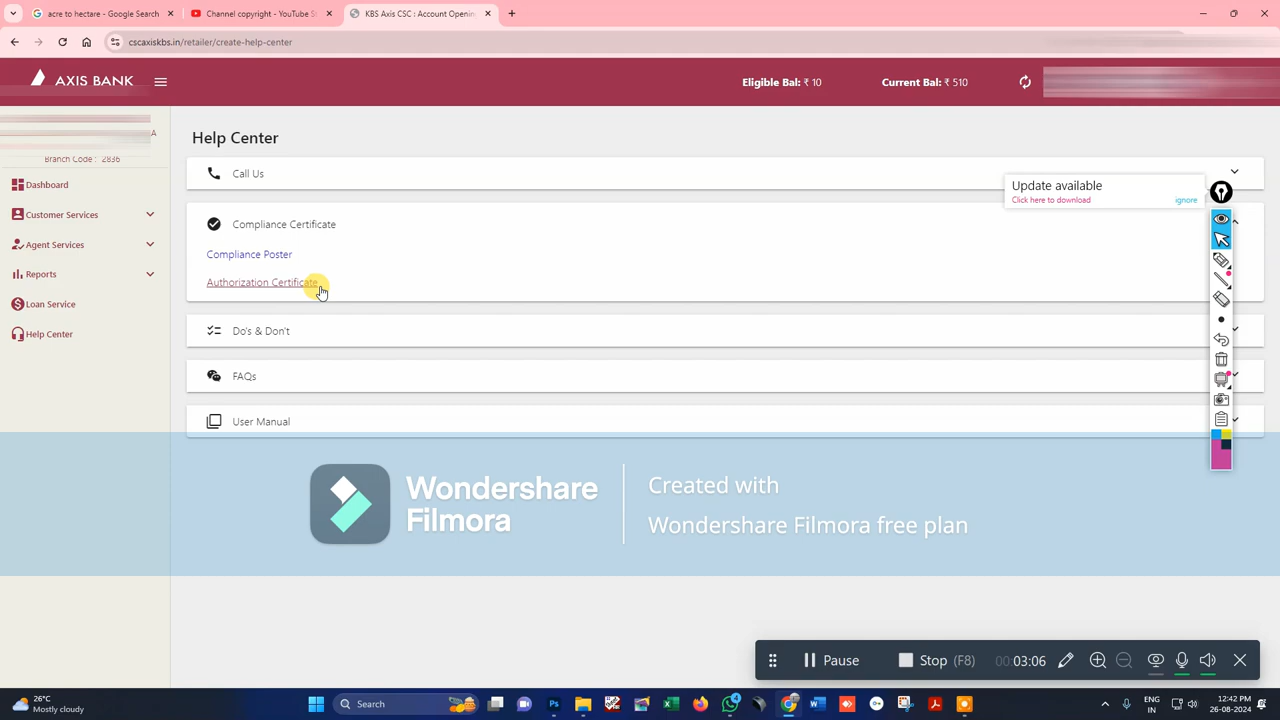 acre to hectare - Google Search
Channel copyright - YouTube
KBS Axis CSC : Account Opening
cscaxiskbs.in/retailer/create-help-center
AXIS BANK
Eligible Bal: ₹ 10
Current Bal: ₹ 510
A
Branch Code : 2836
Dashboard
Customer Services
Agent Services
Reports
Loan Service
Help Center
Help Center
Call Us
Compliance Certificate
Compliance Poster
Authorization Certificate
Do's & Don't
FAQs
User Manual
Update available
Click here to download
ignore
Wondershare
Filmora
Created with
Wondershare Filmora free plan
Pause
Stop (F8)
00:03:06
26°C
Mostly cloudy
Search
4
ENG
IN
12:42 PM
26-08-2024